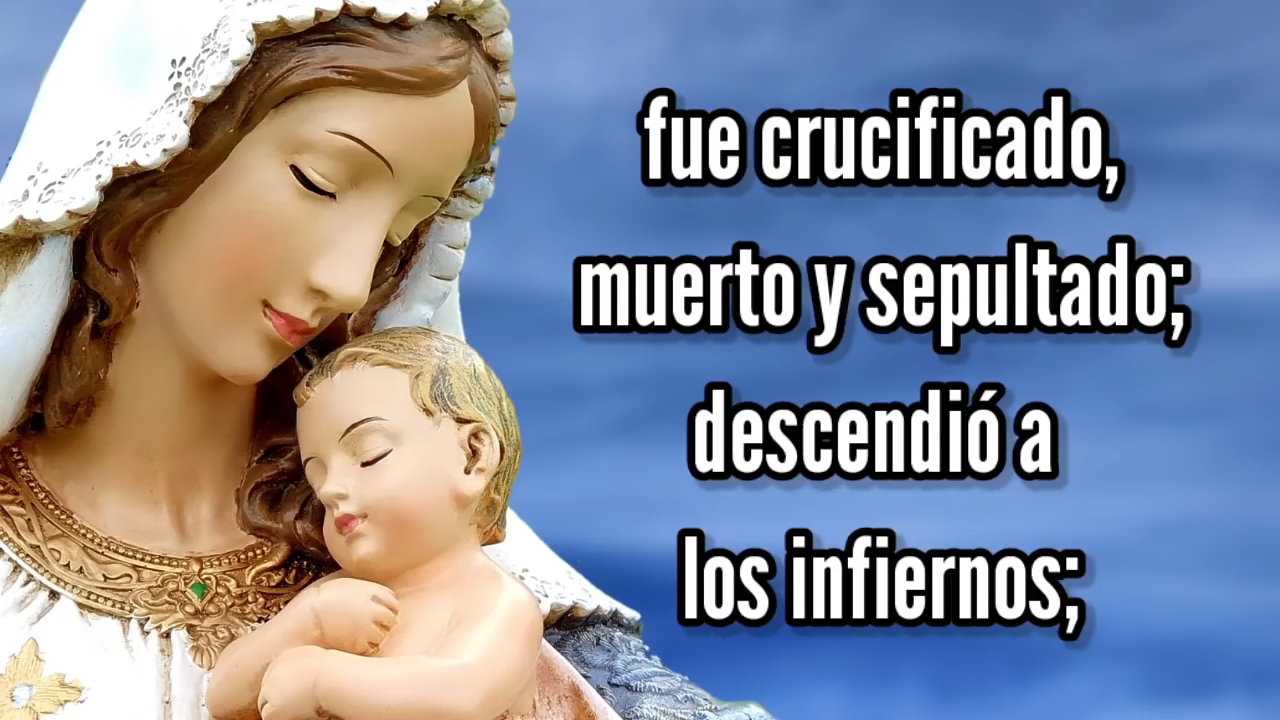 fue crucificado,
muerto y sepultado;
descendió a
los infiernos;